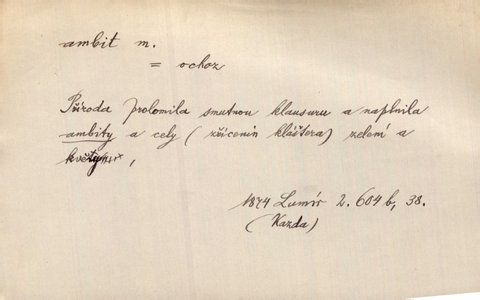 ambit m.
= ochoz
Příroda prolomila smutnou klausuru a naplnila
ambity a cely (zřícenin kláštera) zelení a
květy,
1874 Lumír 2. 604 b, 38.
(Kazda)